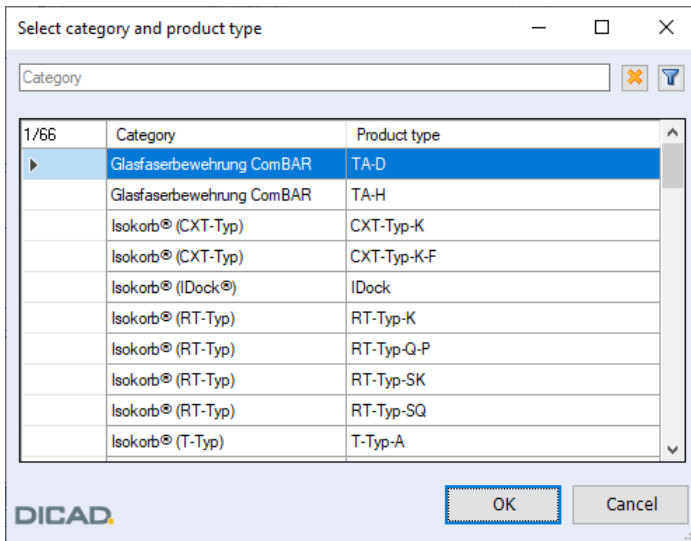 Select category and product type
Category
1/66 Category Product type
Glasfaserbewehrung ComBAR TA-D
Glasfaserbewehrung ComBAR TA-H
Isokorb® (CXT-Typ) CXT-Typ-K
Isokorb® (CXT-Typ) CXT-Typ-K-F
Isokorb® (IDock®) IDock
Isokorb® (RT-Typ) RT-Typ-K
Isokorb® (RT-Typ) RT-Typ-Q-P
Isokorb® (RT-Typ) RT-Typ-SK
Isokorb® (RT-Typ) RT-Typ-SQ
Isokorb® (T-Typ) T-Typ-A
DICAD. OK Cancel